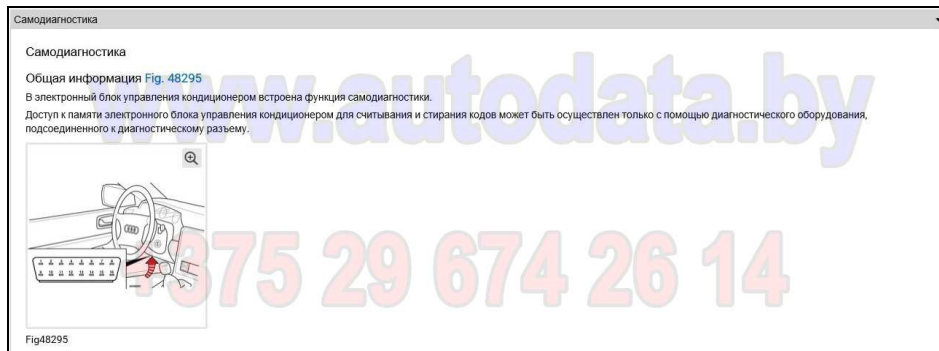 Самодиагностика
Самодиагностика
Общая информация Fig. 48295
В электронный блок управления кондиционером встроена функция самодиагностики.
Доступ к памяти электронного блока управления кондиционером для считывания и стирания кодов может быть осуществлен только с помощью диагностического оборудования,
подсоединенного к диагностическому разъему.
www.autodata.by
+375 29 674 26 14
Fig48295